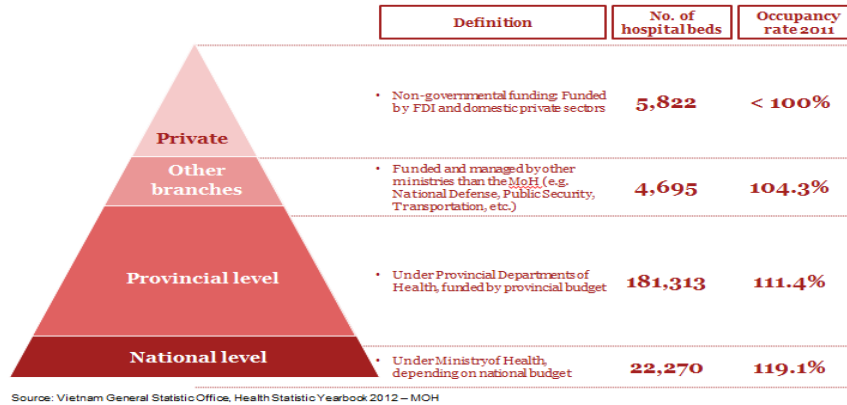 Definition
No. of
hospital beds
Occupancy
rate 2011
Private
• Non-governmental funding; Funded
by FDI and domestic private sectors
5,822
< 100%
Other
branches
• Funded and managed by other
ministries than the MoH (e.g.
National Defense, Public Security,
Transportation, etc.)
4,695
104.3%
Provincial level
• Under Provincial Departments of
Health, funded by provincial budget
181,313
111.4%
National level
• Under Ministry of Health,
depending on national budget
22,270
119.1%
Source: Vietnam General Statistic Office, Health Statistic Yearbook 2012 – MOH